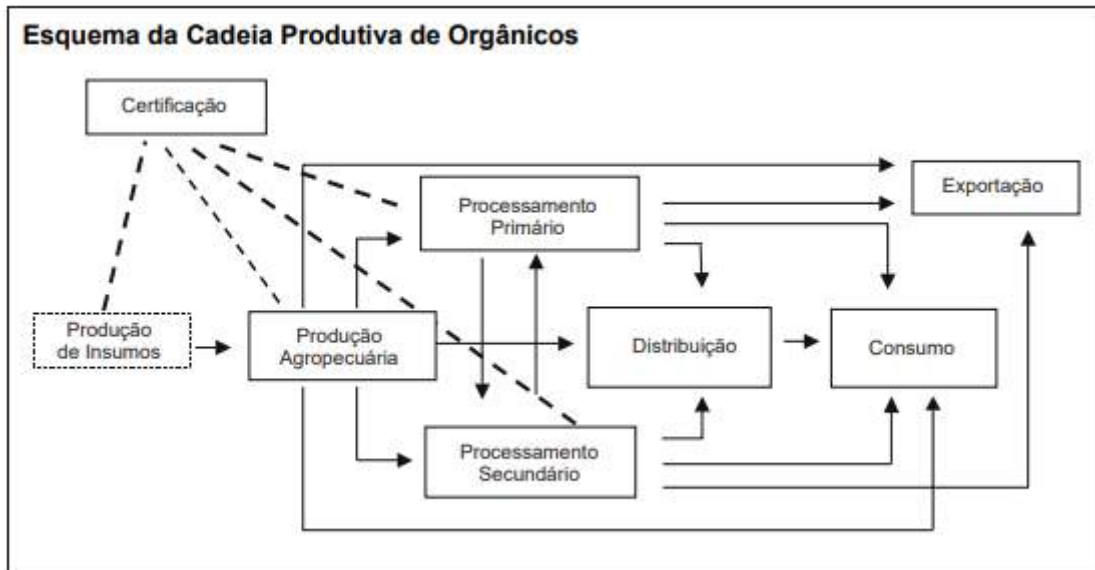 Esquema da Cadeia Produtiva de Orgânicos
Certificação
Exportação
Processamento
Primário
Produção
de Insumos
Produção
Agropecuária
Distribuição
Consumo
Processamento
Secundário